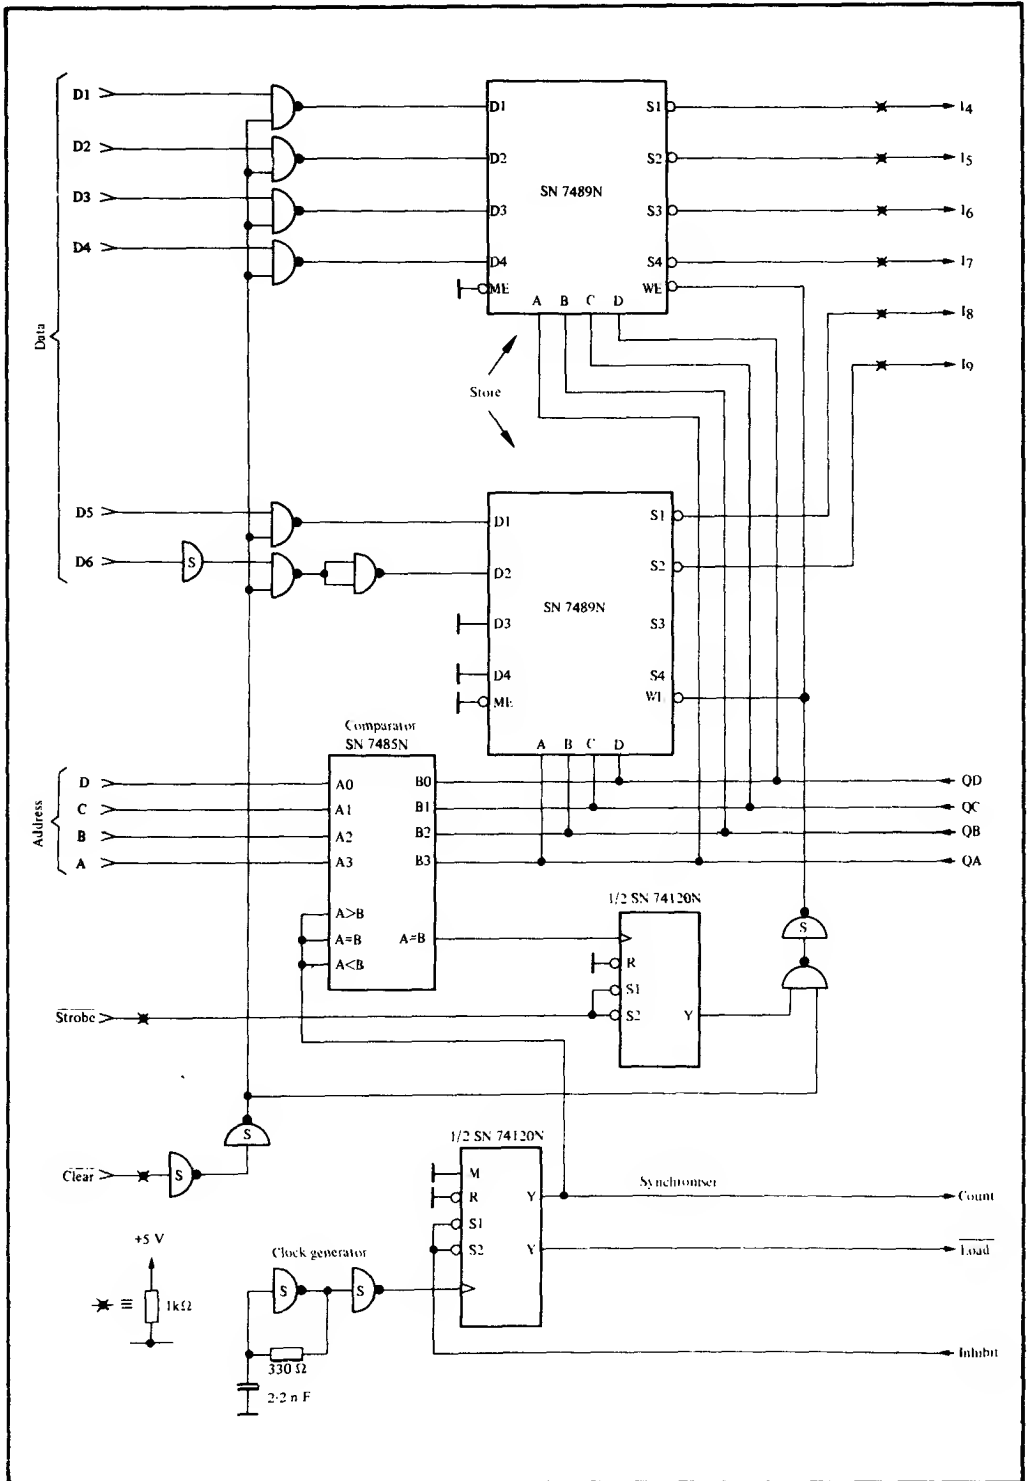 D1
D2
D3
D4
Data
D5
D6
D1
D2
D3
D4
ME
SN 7489N
S1
S2
S3
S4
WE
A B C D
I4
I5
I6
I7
I8
I9
Store
D1
D2
D3
D4
ME
SN 7489N
S1
S2
S3
S4
WE
A B C D
S
Comparator
SN 7485N
Address
D
C
B
A
A0
A1
A2
A3
A>B
A=B
A<B
B0
B1
B2
B3
A=B
QD
QC
QB
QA
1/2 SN 74120N
R
S1
S2
Y
S
Strobe
S
Clear
S
1/2 SN 74120N
M
R
S1
S2
Y
Y
Synchroniser
Count
Load
Inhibit
+5 V
≡
1kΩ
Clock generator
S
S
330 Ω
2·2 n F